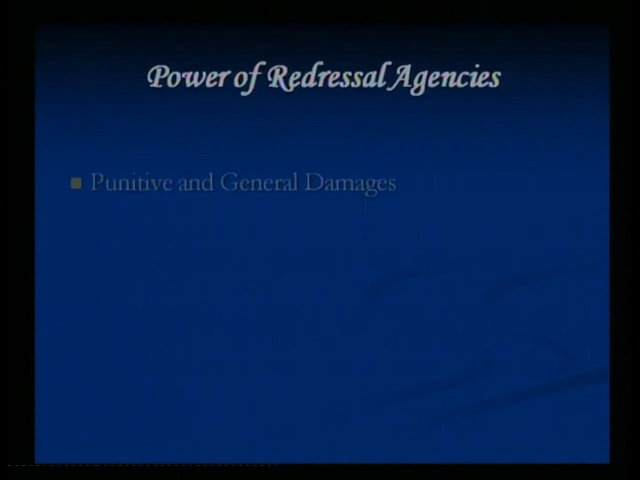 Power of Redressal Agencies
Punitive and General Damages